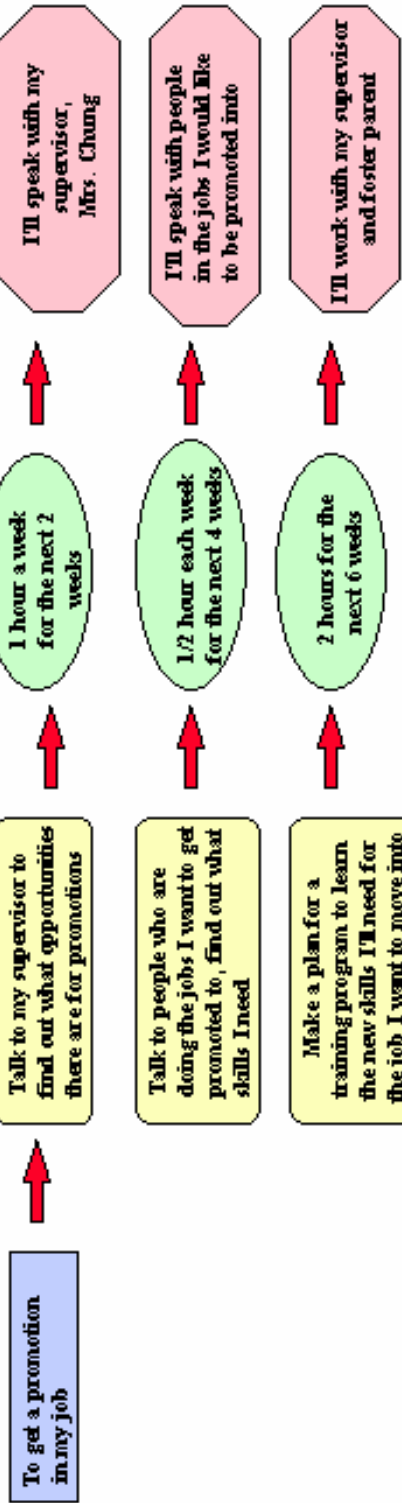 To get a promotion
in my job
Talk to my supervisor to
find out what opportunities
there are for promotions
1 hour a week
for the next 2
weeks
I'll speak with my
supervisor,
Mrs. Chung
Talk to people who are
doing the jobs I want to get
promoted to, find out what
skills I need
1/2 hour each week
for the next 4 weeks
I'll speak with people
in the jobs I would like
to be promoted into
Make a plan for a
training program to learn
the new skills I'll need for
the job I want to move into
2 hours for the
next 6 weeks
I'll work with my supervisor
and foster parent